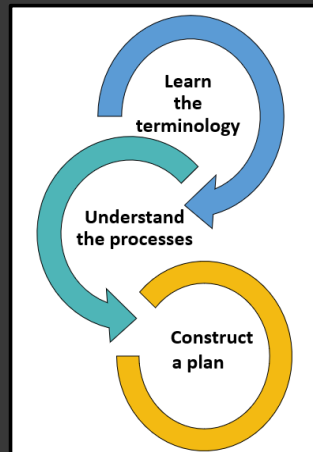 Learn
the
terminology
Understand
the processes
Construct
a plan